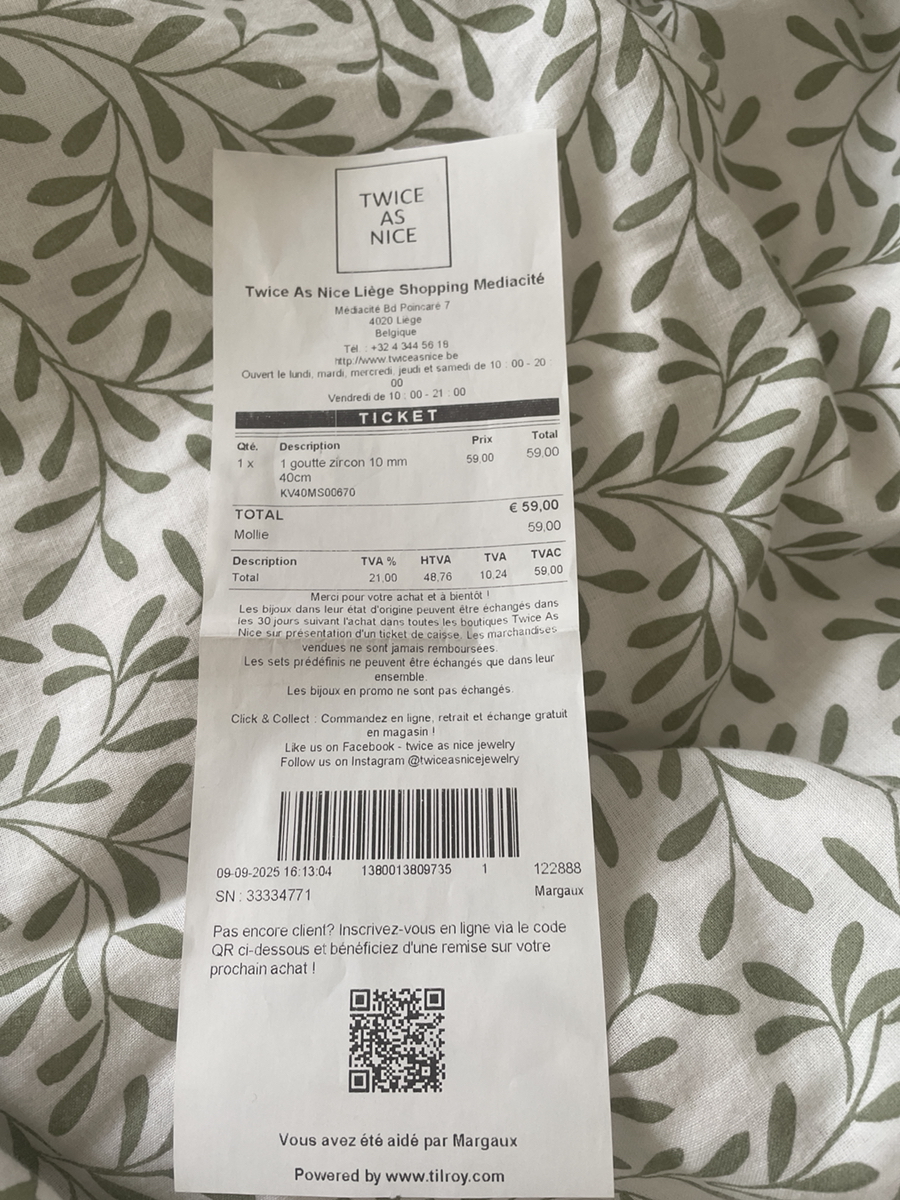 TWICE
AS
NICE
Twice As Nice Liège Shopping Mediacité
Médiacité Bd Poincaré 7
4020 Liège
Belgique
Tél. : +32 4 344 56 18
http://www.twiceasnice.be
Ouvert le lundi, mardi, mercredi, jeudi et samedi de 10 : 00 - 20 :
00
Vendredi de 10 : 00 - 21 : 00
TICKET
Qté. Description Prix Total
1 x 1 goutte zircon 10 mm 59,00 59,00
40cm
KV40MS00670
TOTAL € 59,00
Mollie 59,00
Description TVA % HTVA TVA TVAC
Total 21,00 48,76 10,24 59,00
Merci pour votre achat et à bientôt !
Les bijoux dans leur état d'origine peuvent être échangés dans
les 30 jours suivant l'achat dans toutes les boutiques Twice As
Nice sur présentation d'un ticket de caisse. Les marchandises
vendues ne sont jamais remboursées.
Les sets prédéfinis ne peuvent être échangés que dans leur
ensemble.
Les bijoux en promo ne sont pas échangés.
Click & Collect : Commandez en ligne, retrait et échange gratuit
en magasin !
Like us on Facebook - twice as nice jewelry
Follow us on Instagram @twiceasnicejewelry
09-09-2025 16:13:04 1380013809735 1 122888
SN : 33334771 Margaux
Pas encore client? Inscrivez-vous en ligne via le code
QR ci-dessous et bénéficiez d'une remise sur votre
prochain achat !
Vous avez été aidé par Margaux
Powered by www.tilroy.com